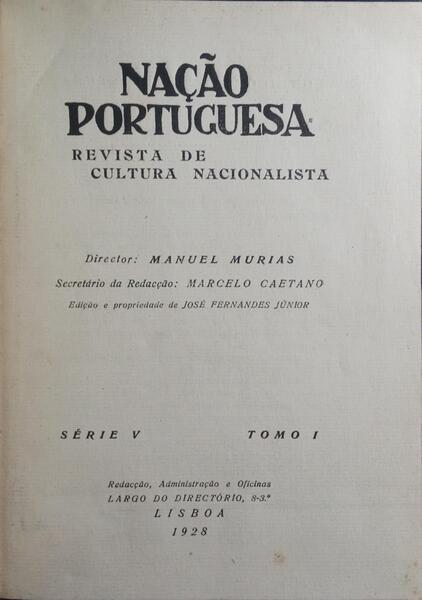 NAÇÃO
PORTUGUESA
REVISTA DE
CULTURA NACIONALISTA
Director: MANUEL MURIAS
Secretário da Redacção: MARCELO CAETANO
Edição e propriedade de JOSÉ FERNANDES JÚNIOR
SÉRIE V TOMO I
Redacção, Administração e Oficinas
LARGO DO DIRECTÓRIO, 8-3.º
LISBOA
1928